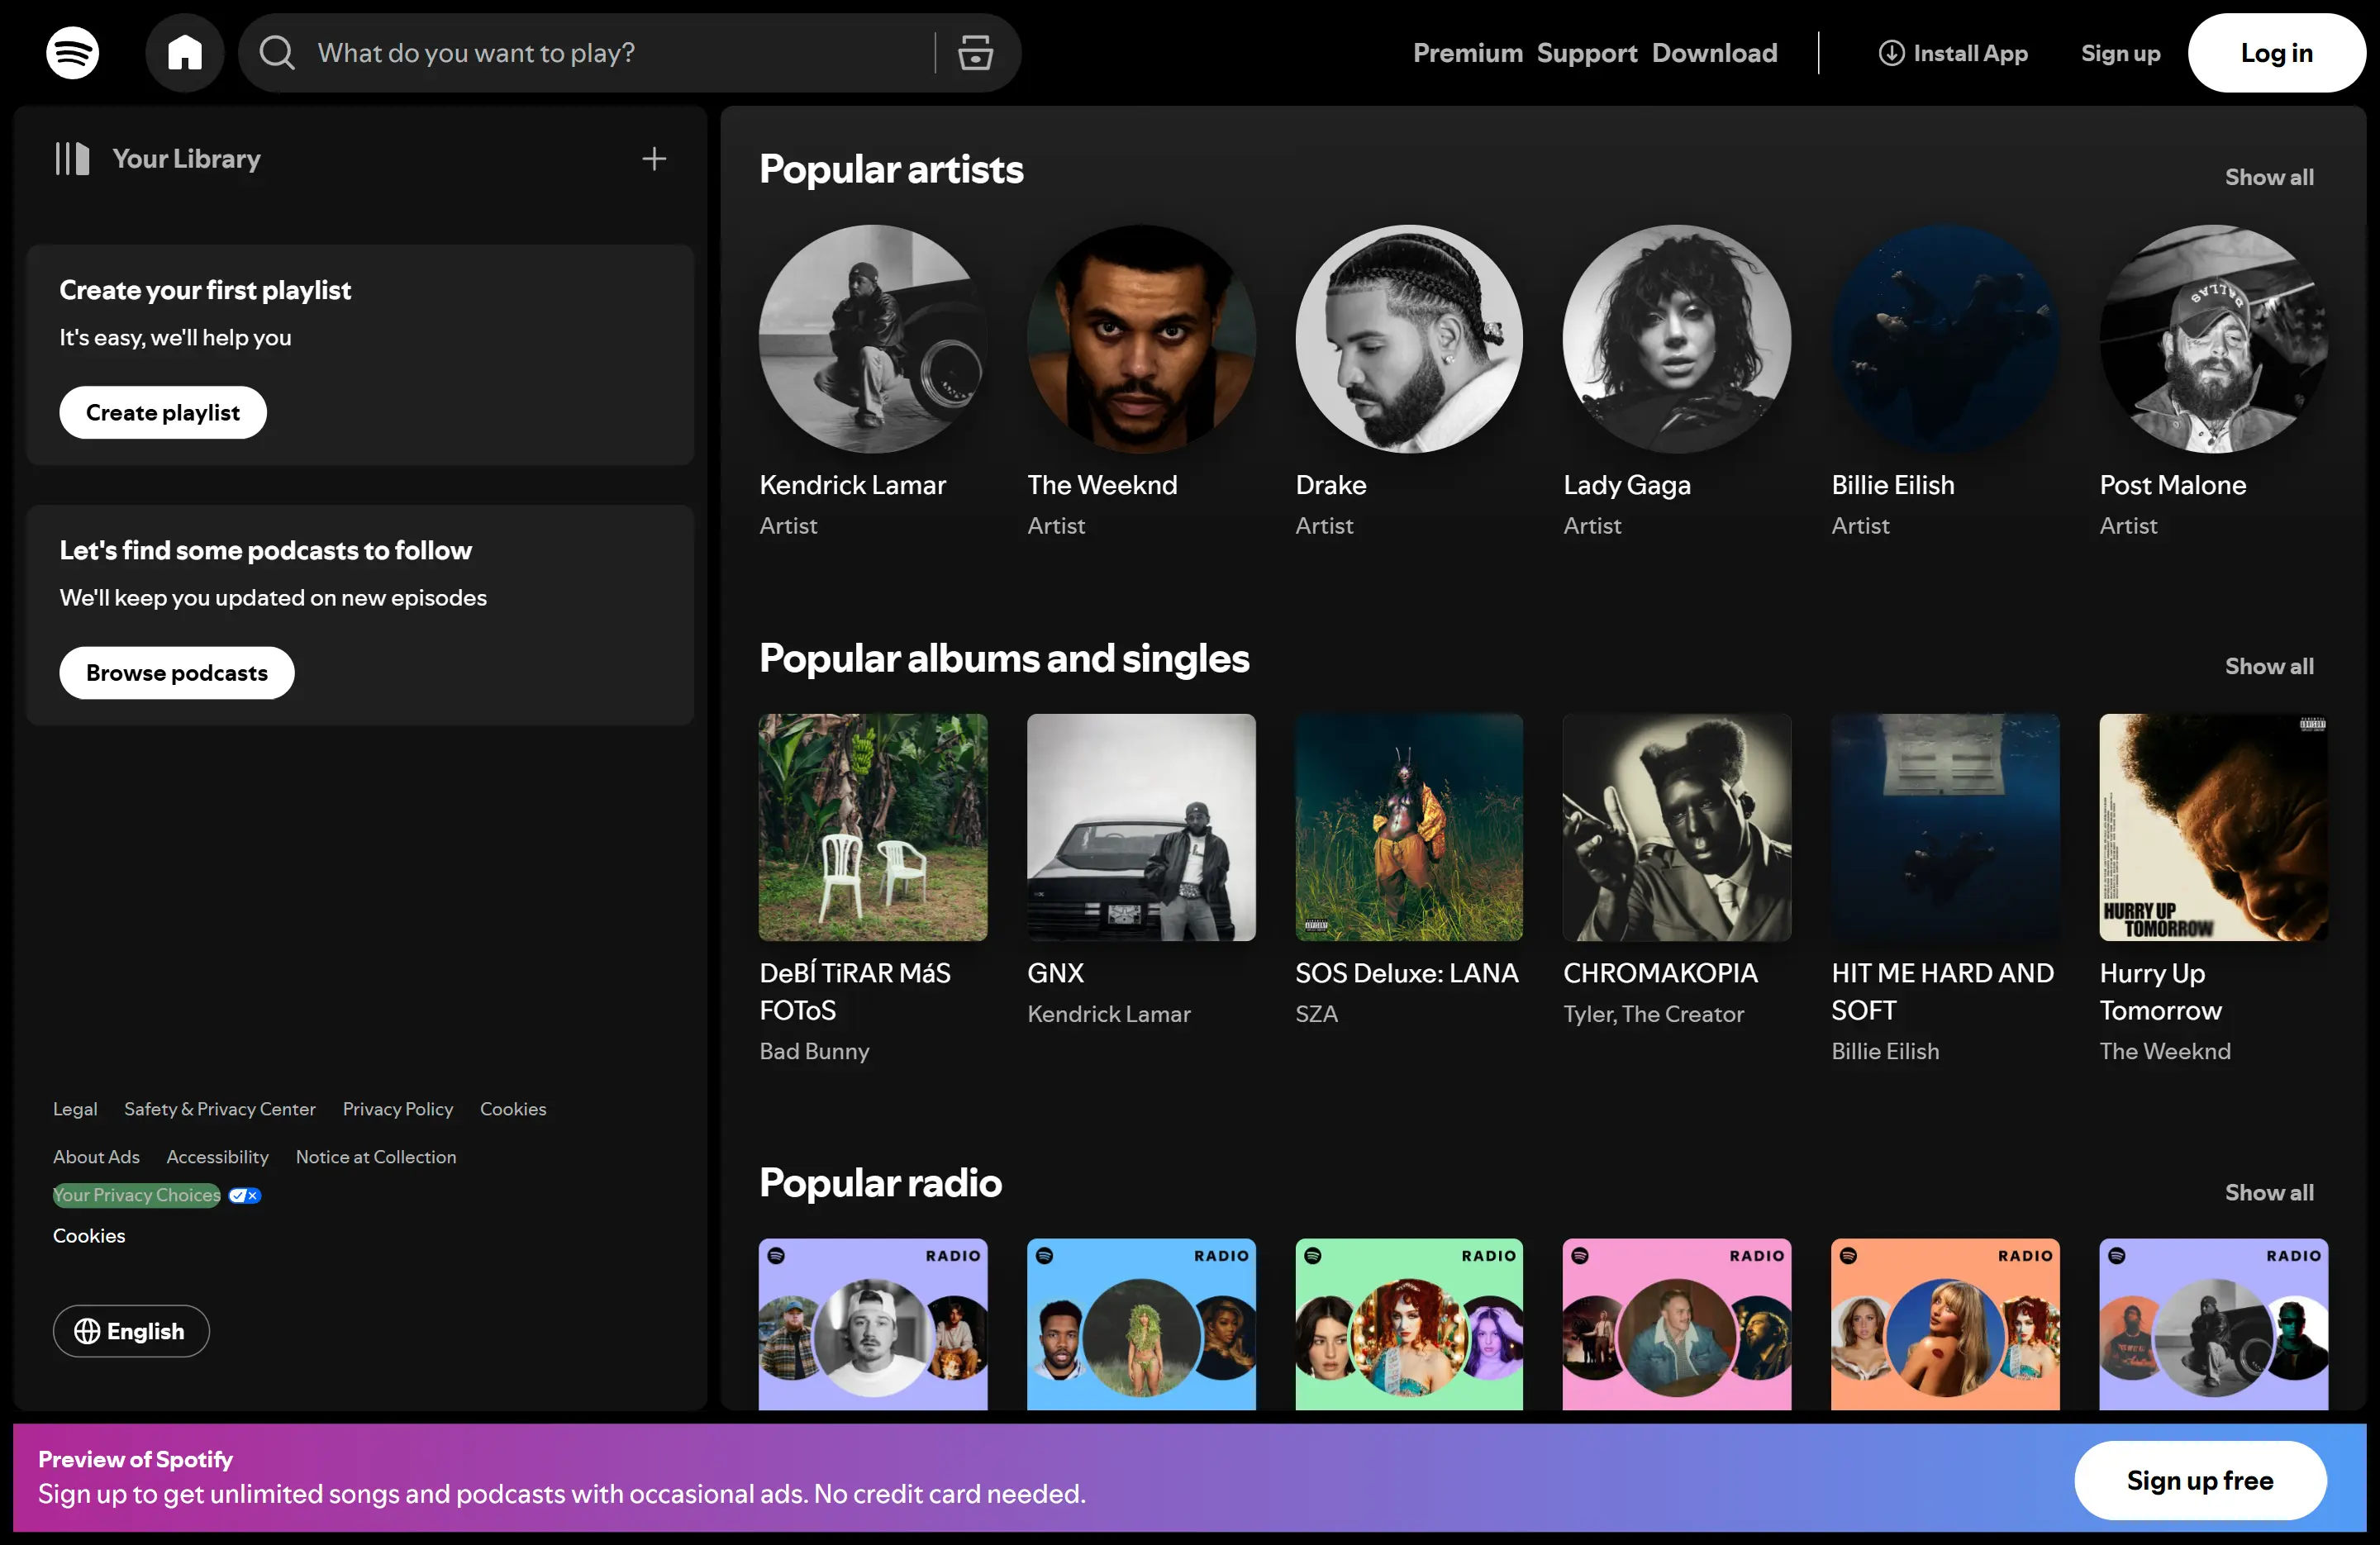 What do you want to play?
Premium Support Download
Install App
Sign up
Log in
Your Library
Create your first playlist
It's easy, we'll help you
Create playlist
Let's find some podcasts to follow
We'll keep you updated on new episodes
Browse podcasts
Legal Safety & Privacy Center Privacy Policy Cookies
About Ads Accessibility Notice at Collection
Your Privacy Choices
Cookies
English
Popular artists
Show all
DALLAS
Kendrick Lamar
Artist
The Weeknd
Artist
Drake
Artist
Lady Gaga
Artist
Billie Eilish
Artist
Post Malone
Artist
Popular albums and singles
Show all
HURRY UP
TOMORROW
DeBÍ TiRAR MáS
FOToS
Bad Bunny
GNX
Kendrick Lamar
SOS Deluxe: LANA
SZA
CHROMAKOPIA
Tyler, The Creator
HIT ME HARD AND
SOFT
Billie Eilish
Hurry Up
Tomorrow
The Weeknd
Popular radio
Show all
RADIO
RADIO
RADIO
RADIO
RADIO
RADIO
Preview of Spotify
Sign up to get unlimited songs and podcasts with occasional ads. No credit card needed.
Sign up free